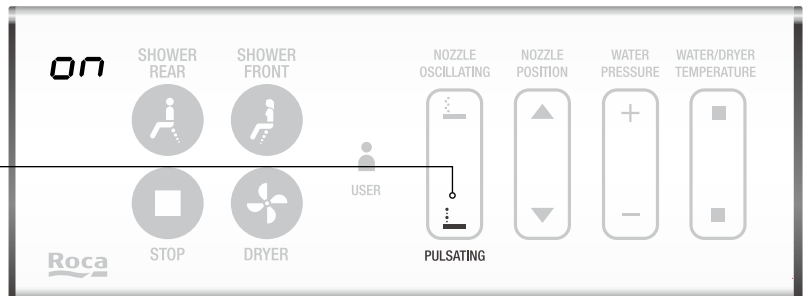 on
SHOWER
REAR
SHOWER
FRONT
NOZZLE
OSCILLATING
NOZZLE
POSITION
WATER
PRESSURE
WATER/DRYER
TEMPERATURE
USER
STOP
DRYER
PULSATING
Roca